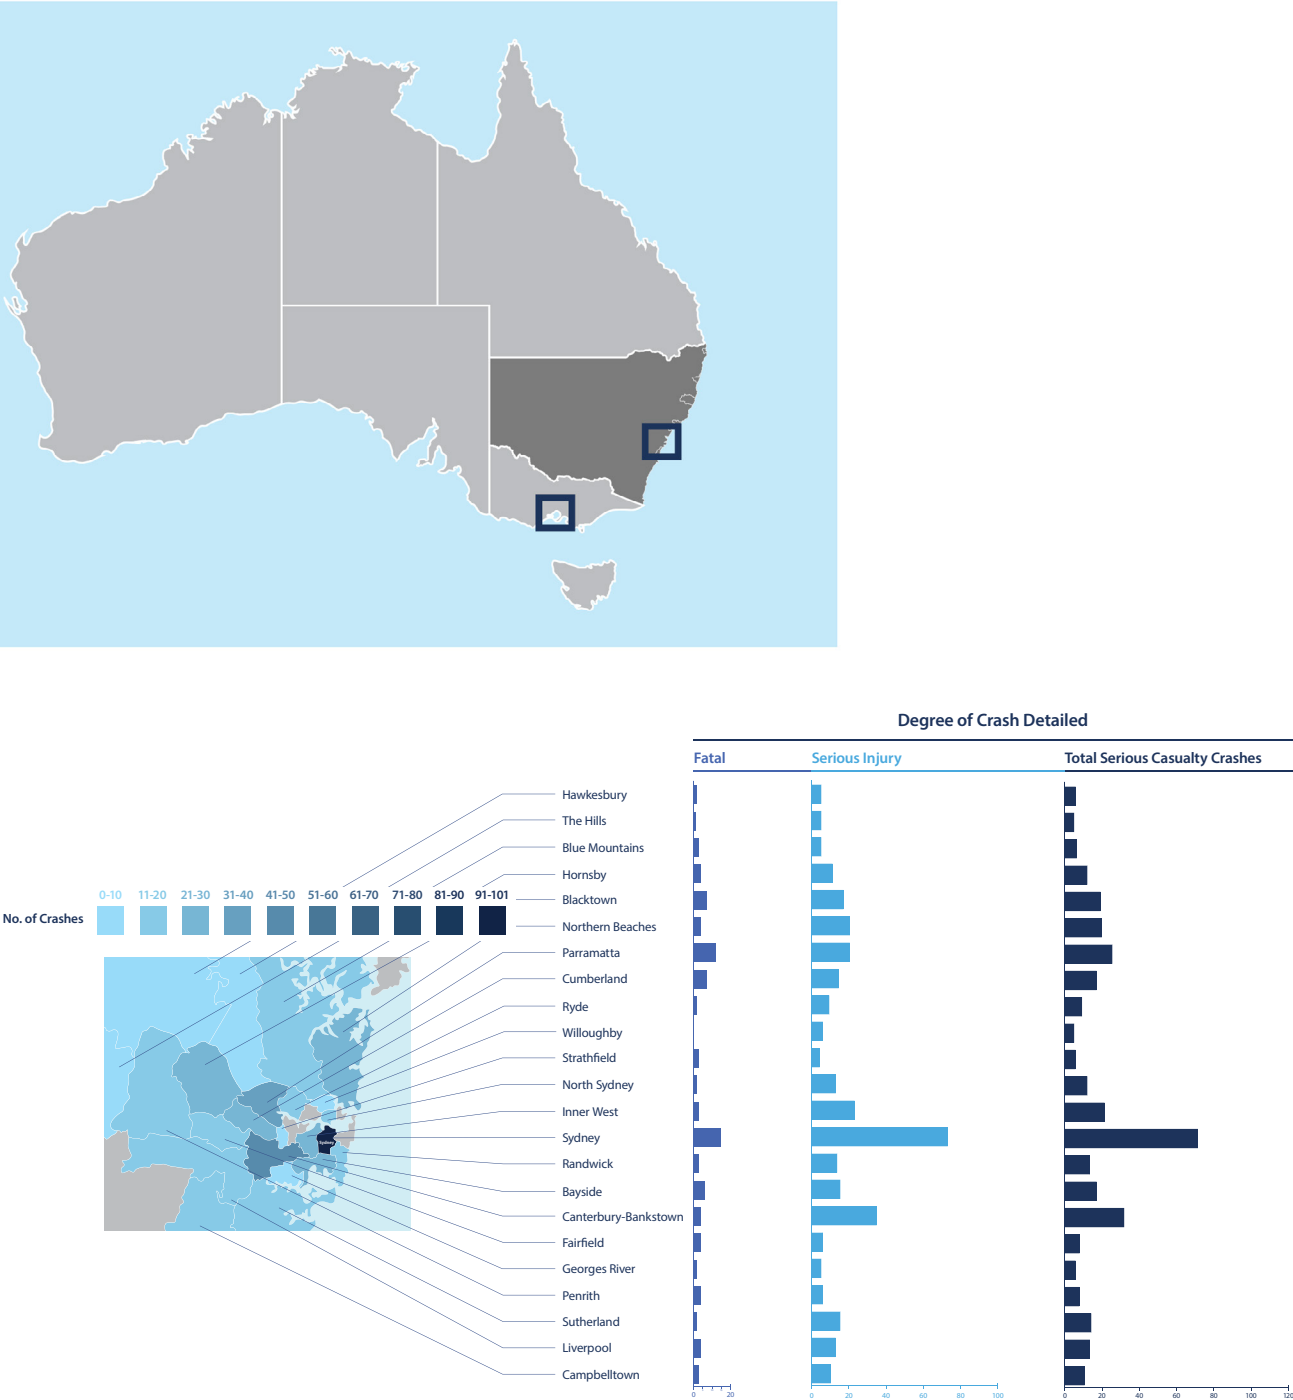 Degree of Crash Detailed
Fatal
Serious Injury
Total Serious Casualty Crashes
Hawkesbury
The Hills
Blue Mountains
Hornsby
Blacktown
Northern Beaches
Parramatta
Cumberland
Ryde
Willoughby
Strathfield
North Sydney
Inner West
Sydney
Randwick
Bayside
Canterbury-Bankstown
Fairfield
Georges River
Penrith
Sutherland
Liverpool
Campbelltown
0-10 11-20 21-30 31-40 41-50 51-60 61-70 71-80 81-90 91-101
No. of Crashes
Sydney
0 20
0 20 40 60 80 100
0 20 40 60 80 100 120